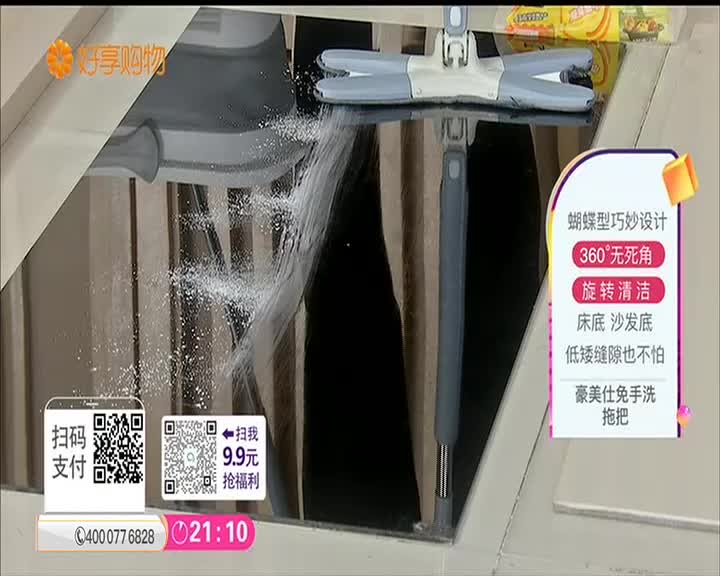 好享购物
蝴蝶型巧妙设计
360°无死角
旋转清洁
床底 沙发底
低矮缝隙也不怕
豪美仕免手洗
拖把
扫码
支付
扫我
9.9元
抢福利
400 077 6828
21:10